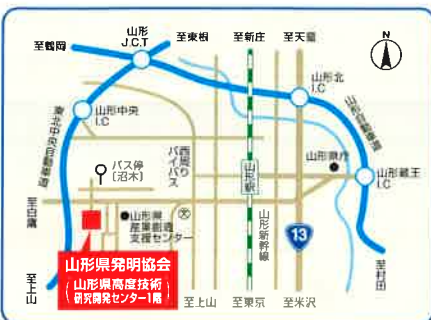 山形
J.C.T
至鶴岡
至東根
至新庄
至天童
N
山形中央
I.C
山形北
I.C
東北中央自動車道
山形自動車道
西廻り
バイパス
バス停
(沼木)
山形駅
山形県庁
山形蔵王
I.C
至白鷹
山形県
産業創造
支援センター
文
山形新幹線
13
山形県発明協会
(山形県高度技術
研究開発センター1階)
至上山
至上山
至東京
至米沢
至村田